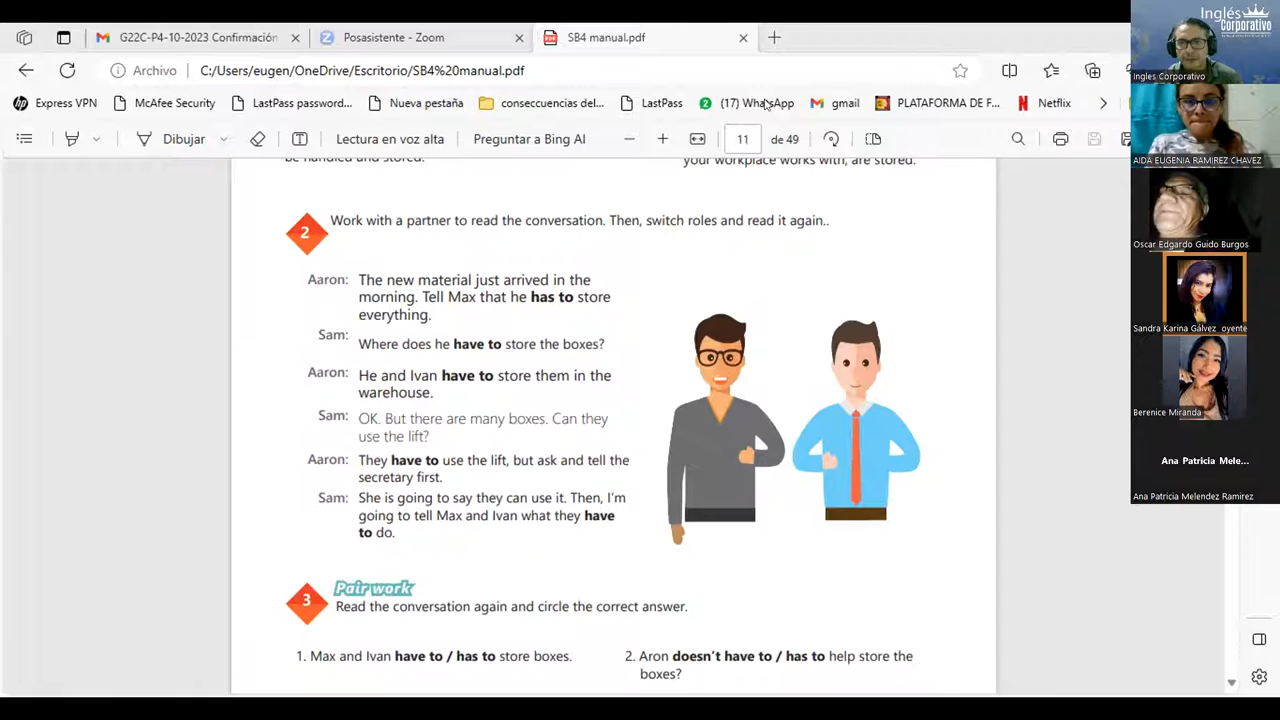 G22C-P4-10-2023 Confirmación
Posasistente - Zoom
SB4 manual.pdf
Archivo
C:/Users/eugen/OneDrive/Escritorio/SB4%20manual.pdf
Express VPN
McAfee Security
LastPass password...
Nueva pestaña
conseccuencias del...
LastPass
(17) WhatsApp
gmail
PLATAFORMA DE F...
Netflix
Dibujar
Lectura en voz alta
Preguntar a Bing AI
11
de 49
be handled and stored.
your workplace works with, are stored.
2
Work with a partner to read the conversation. Then, switch roles and read it again..
Aaron: The new material just arrived in the
morning. Tell Max that he has to store
everything.
Sam: Where does he have to store the boxes?
Aaron: He and Ivan have to store them in the
warehouse.
Sam: OK. But there are many boxes. Can they
use the lift?
Aaron: They have to use the lift, but ask and tell the
secretary first.
Sam: She is going to say they can use it. Then, I'm
going to tell Max and Ivan what they have
to do.
3
Pair work
Read the conversation again and circle the correct answer.
1. Max and Ivan have to / has to store boxes.
2. Aron doesn't have to / has to help store the
boxes?
Inglés
Corporativo
Ingles Corporativo
AIDA EUGENIA RAMIREZ CHAVEZ
Oscar Edgardo Guido Burgos
Sandra Karina Gálvez oyente
Berenice Miranda
Ana Patricia Mele...
Ana Patricia Melendez Ramirez